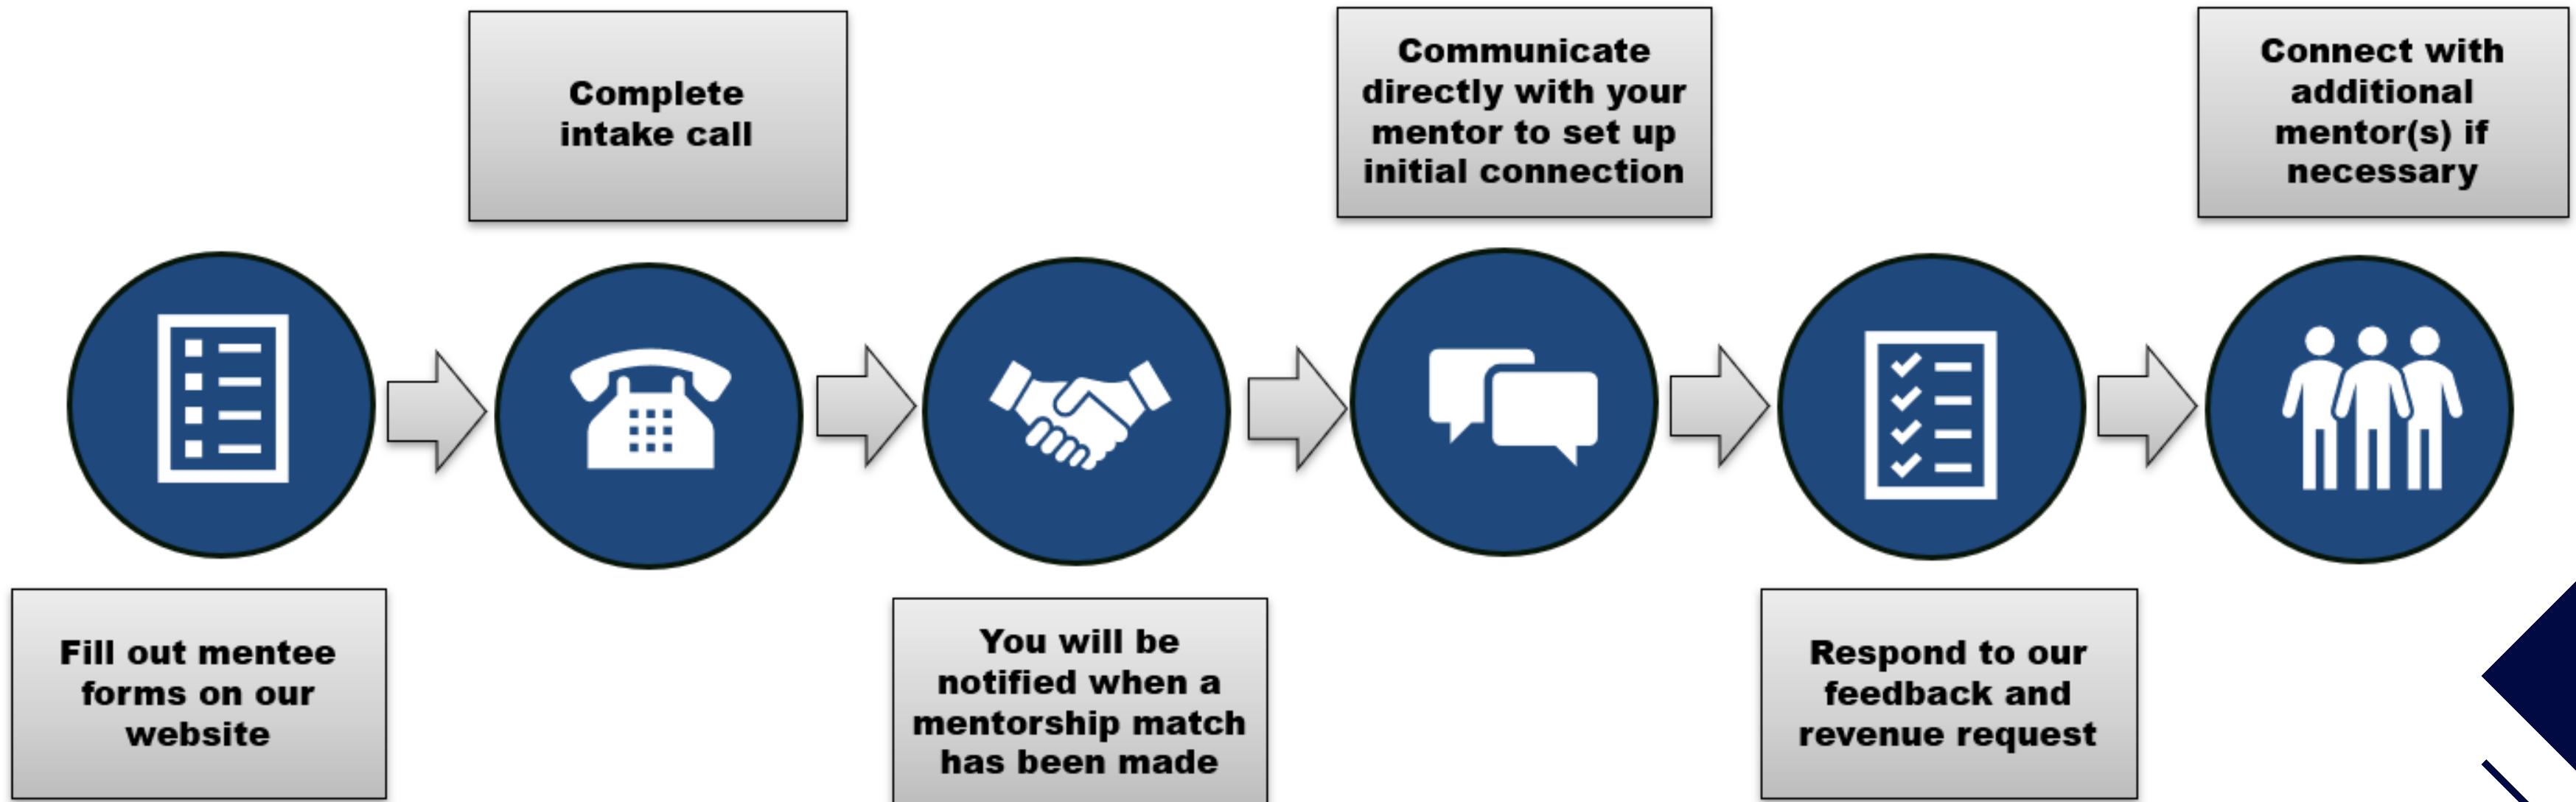 Fill out mentee
forms on our
website
Complete
intake call
You will be
notified when a
mentorship match
has been made
Communicate
directly with your
mentor to set up
initial connection
Respond to our
feedback and
revenue request
Connect with
additional
mentor(s) if
necessary